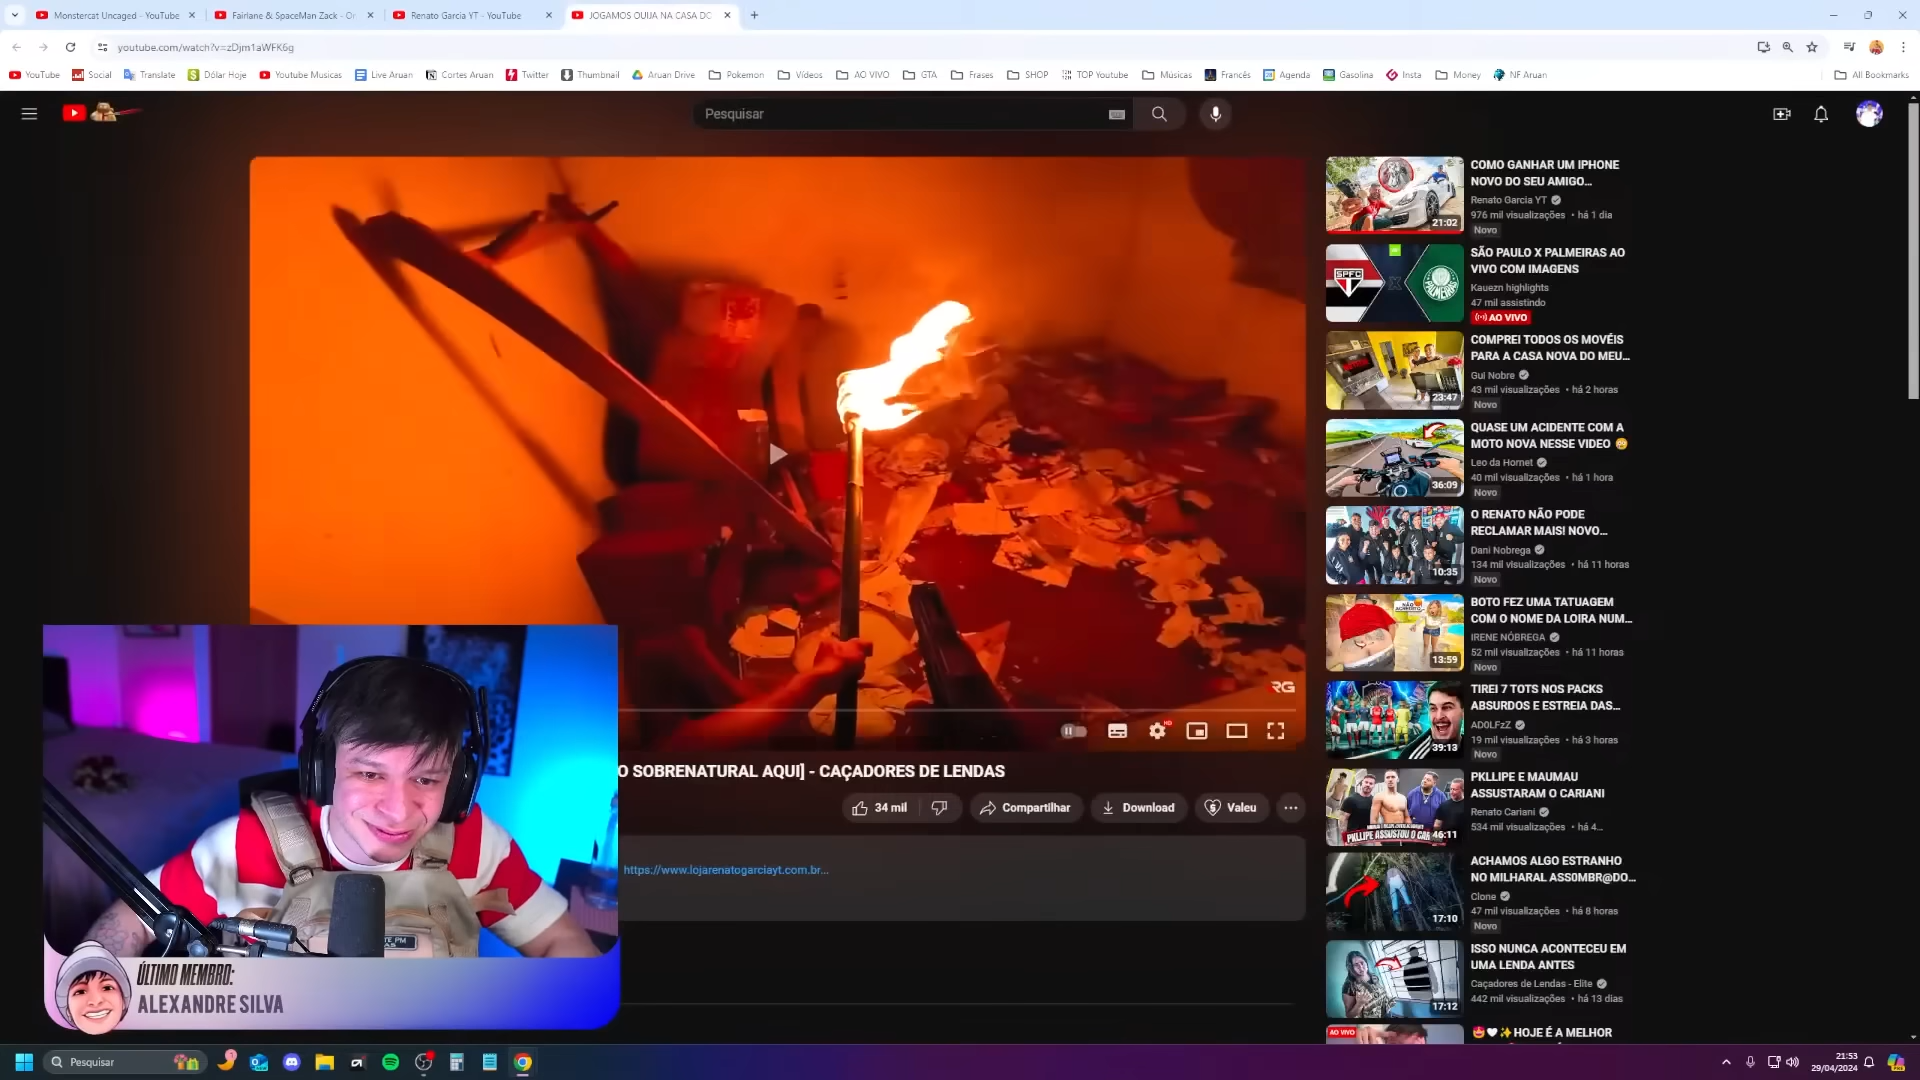 Monstercat Uncaged - YouTube
Fairlane & SpaceMan Zack - Or
Renato Garcia YT - YouTube
JOGAMOS OUIJA NA CASA DO
youtube.com/watch?v=zDjm1aWFK6g
YouTube
Social
Translate
Dólar Hoje
Youtube Musicas
Live Aruan
Cortes Aruan
Twitter
Thumbnail
Aruan Drive
Pokemon
Vídeos
AO VIVO
GTA
Frases
SHOP
TOP Youtube
Músicas
Francês
Agenda
Gasolina
Insta
Money
NF Aruan
All Bookmarks
Pesquisar
RG
HD
O SOBRENATURAL AQUI] - CAÇADORES DE LENDAS
34 mil
Compartilhar
Download
Valeu
https://www.lojarenatogarciayt.com.br...
ÚLTIMO MEMBRO:
ALEXANDRE SILVA
COMO GANHAR UM IPHONE
NOVO DO SEU AMIGO...
Renato Garcia YT
976 mil visualizações • há 1 dia
Novo
21:02
SÃO PAULO X PALMEIRAS AO
VIVO COM IMAGENS
Kauezn highlights
47 mil assistindo
AO VIVO
SPFC
COMPREI TODOS OS MOVÉIS
PARA A CASA NOVA DO MEU...
Gui Nobre
43 mil visualizações • há 2 horas
Novo
23:47
QUASE UM ACIDENTE COM A
MOTO NOVA NESSE VIDEO 😳
Leo da Hornet
40 mil visualizações • há 1 hora
Novo
36:09
O RENATO NÃO PODE
RECLAMAR MAIS! NOVO...
Dani Nobrega
134 mil visualizações • há 11 horas
Novo
10:35
BOTO FEZ UMA TATUAGEM
COM O NOME DA LOIRA NUM...
IRENE NÓBREGA
52 mil visualizações • há 11 horas
Novo
13:59
TIREI 7 TOTS NOS PACKS
ABSURDOS E ESTREIA DAS...
AD0LFzZ
19 mil visualizações • há 3 horas
Novo
39:13
PKLLIPE E MAUMAU
ASSUSTARAM O CARIANI
Renato Cariani
534 mil visualizações • há 4...
PKLLIPE ASSUSTOU O CAR
46:11
ACHAMOS ALGO ESTRANHO
NO MILHARAL ASS0MBR@DO...
Clone
47 mil visualizações • há 8 horas
Novo
17:10
ISSO NUNCA ACONTECEU EM
UMA LENDA ANTES
Caçadores de Lendas - Elite
442 mil visualizações • há 13 dias
17:12
AO VIVO
🤩🤍✨HOJE É A MELHOR
Pesquisar
21:53
29/04/2024